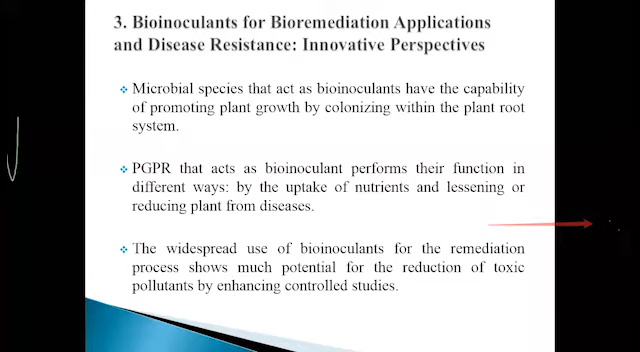 3. Bioinoculants for Bioremediation Applications
and Disease Resistance: Innovative Perspectives
Microbial species that act as bioinoculants have the capability
of promoting plant growth by colonizing within the plant root
system.
PGPR that acts as bioinoculant performs their function in
different ways: by the uptake of nutrients and lessening or
reducing plant from diseases.
The widespread use of bioinoculants for the remediation
process shows much potential for the reduction of toxic
pollutants by enhancing controlled studies.